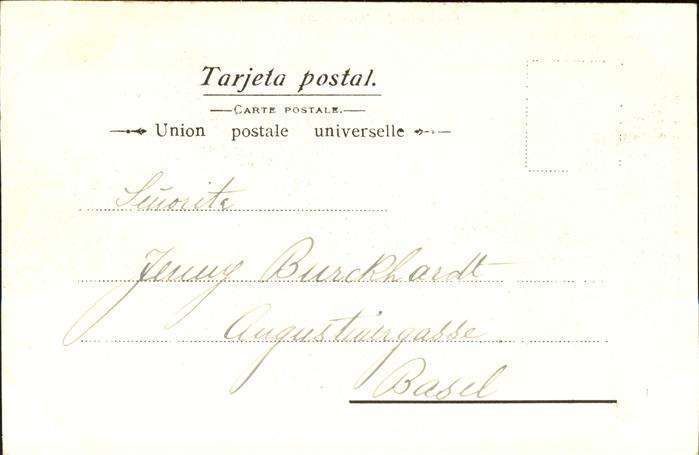 Tarjeta postal.
CARTE POSTALE.
Union postale universelle
Señorita
Jenny Burckhardt
Augustinergasse
Basel